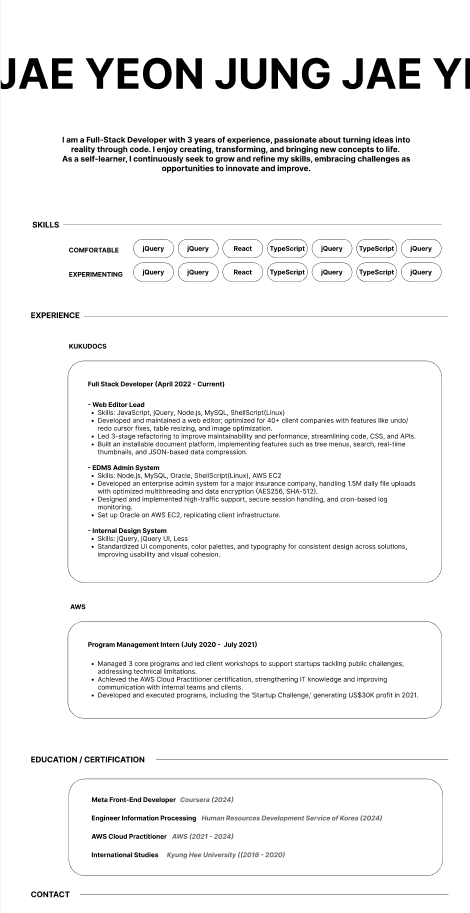 JAE YEON JUNG JAE YE
I am a Full-Stack Developer with 3 years of experience, passionate about turning ideas into
reality through code. I enjoy creating, transforming, and bringing new concepts to life.
As a self-learner, I continuously seek to grow and refine my skills, embracing challenges as
opportunities to innovate and improve.
SKILLS
COMFORTABLE jQuery jQuery React TypeScript jQuery TypeScript jQuery
EXPERIMENTING jQuery jQuery React TypeScript jQuery TypeScript jQuery
EXPERIENCE
KUKUDOCS
Full Stack Developer (April 2022 - Current)
- Web Editor Lead
• Skills: JavaScript, jQuery, Node.js, MySQL, ShellScript(Linux)
• Developed and maintained a web editor; optimized for 40+ client companies with features like undo/
redo cursor fixes, table resizing, and image optimization.
• Led 3-stage refactoring to improve maintainability and performance, streamlining code, CSS, and APIs.
• Built an installable document platform, implementing features such as tree menus, search, real-time
thumbnails, and JSON-based data compression.
- EDMS Admin System
• Skills: Node.js, MySQL, Oracle, ShellScript(Linux), AWS EC2
• Developed an enterprise admin system for a major insurance company, handling 1.5M daily file uploads
with optimized multithreading and data encryption (AES256, SHA-512).
• Designed and implemented high-traffic support, secure session handling, and cron-based log
monitoring.
• Set up Oracle on AWS EC2, replicating client infrastructure.
- Internal Design System
• Skills: jQuery, jQuery UI, Less
• Standardized UI components, color palettes, and typography for consistent design across solutions,
improving usability and visual cohesion.
AWS
Program Management Intern (July 2020 - July 2021)
• Managed 3 core programs and led client workshops to support startups tackling public challenges,
addressing technical limitations.
• Achieved the AWS Cloud Practitioner certification, strengthening IT knowledge and improving
communication with internal teams and clients.
• Developed and executed programs, including the 'Startup Challenge,' generating US$30K profit in 2021.
EDUCATION / CERTIFICATION
Meta Front-End Developer Coursera (2024)
Engineer Information Processing Human Resources Development Service of Korea (2024)
AWS Cloud Practitioner AWS (2021 - 2024)
International Studies Kyung Hee University ((2016 - 2020)
CONTACT